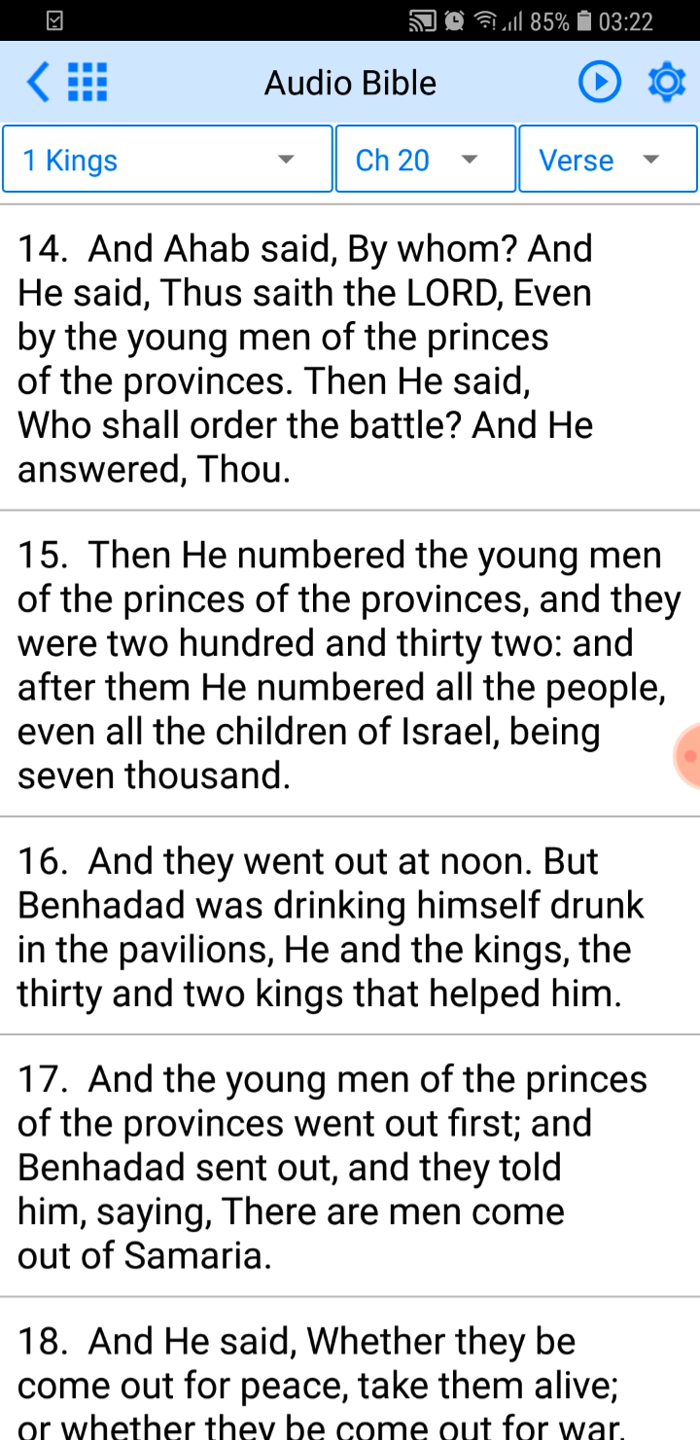 85% 03:22
Audio Bible
1 Kings Ch 20 Verse
14. And Ahab said, By whom? And
He said, Thus saith the LORD, Even
by the young men of the princes
of the provinces. Then He said,
Who shall order the battle? And He
answered, Thou.
15. Then He numbered the young men
of the princes of the provinces, and they
were two hundred and thirty two: and
after them He numbered all the people,
even all the children of Israel, being
seven thousand.
16. And they went out at noon. But
Benhadad was drinking himself drunk
in the pavilions, He and the kings, the
thirty and two kings that helped him.
17. And the young men of the princes
of the provinces went out first; and
Benhadad sent out, and they told
him, saying, There are men come
out of Samaria.
18. And He said, Whether they be
come out for peace, take them alive;
or whether they be come out for war,